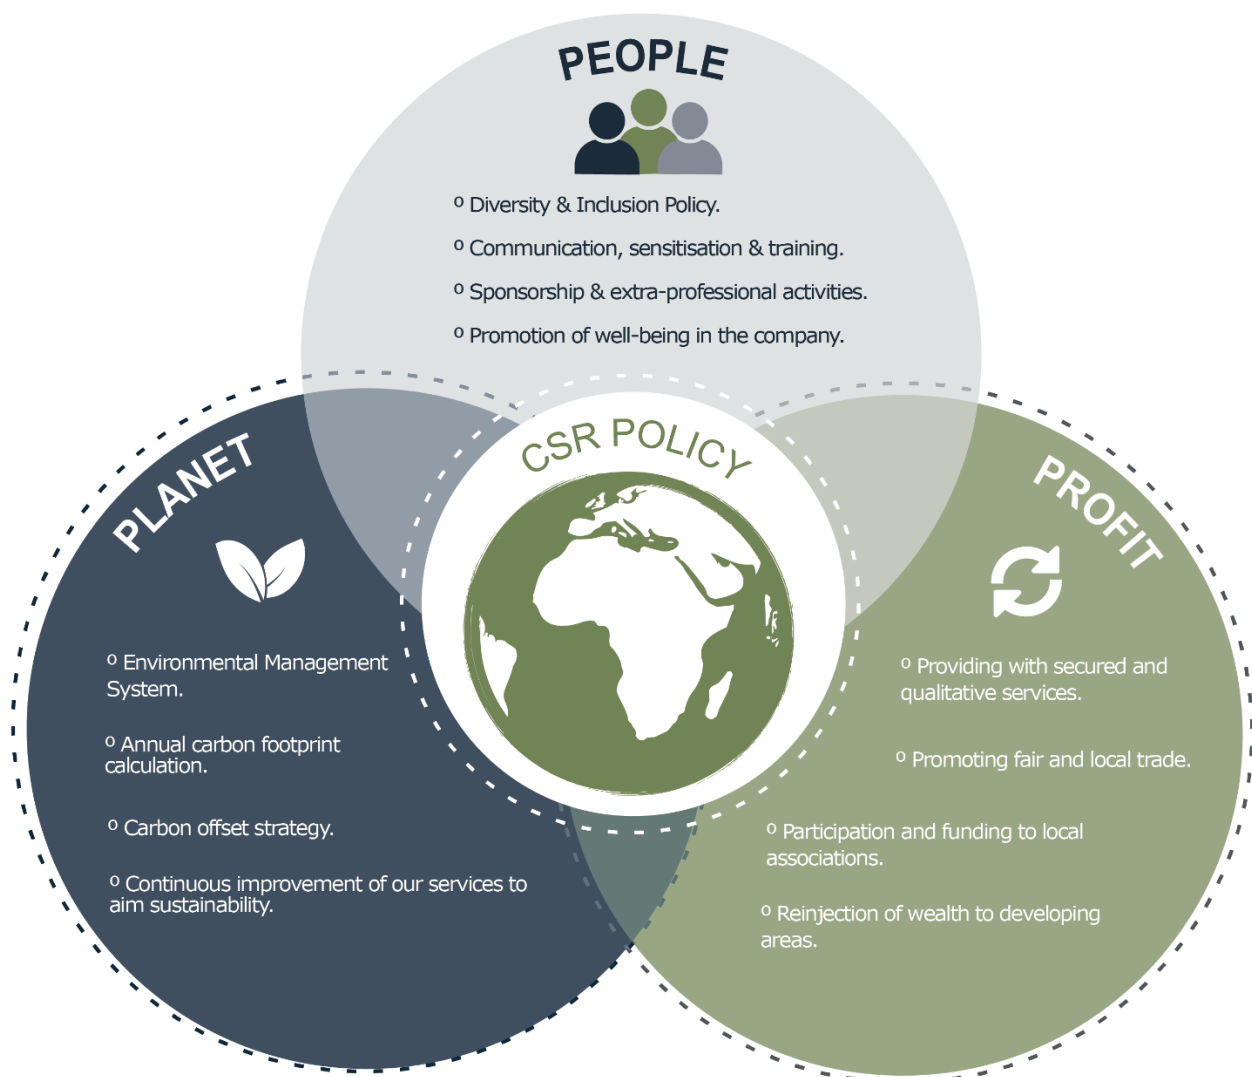 PEOPLE
º Diversity & Inclusion Policy.
º Communication, sensitisation & training.
º Sponsorship & extra-professional activities.
º Promotion of well-being in the company.
CSR POLICY
PLANET
º Environmental Management
System.
º Annual carbon footprint
calculation.
º Carbon offset strategy.
º Continuous improvement of our services to
aim sustainability.
PROFIT
º Providing with secured and
qualitative services.
º Promoting fair and local trade.
º Participation and funding to local
associations.
º Reinjection of wealth to developing
areas.